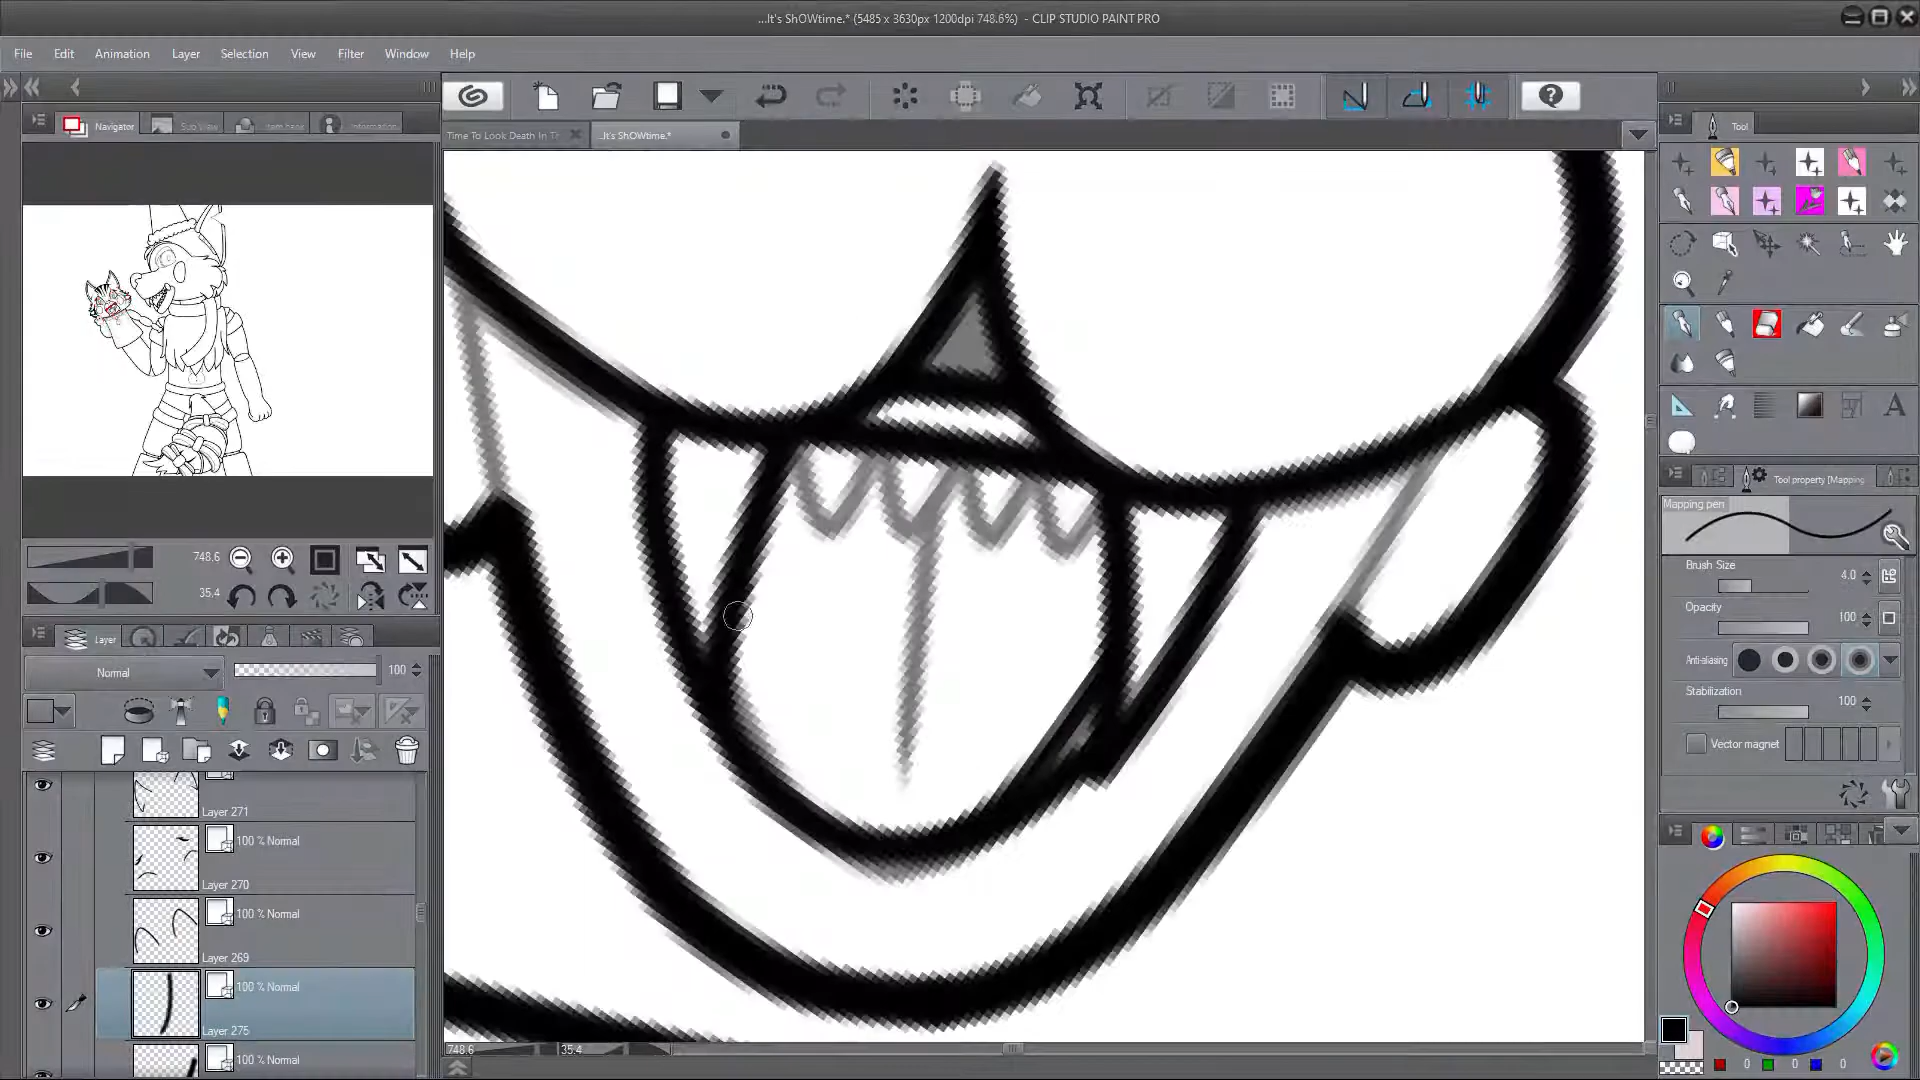 ...It's ShOWtime.* (5485 x 3630px 1200dpi 748.6%) - CLIP STUDIO PAINT PRO
File Edit Animation Layer Selection View Filter Window Help
Navigator Sub View Item bank Information
Time To Look Death In Th ...It's ShOWtime.*
Tool
748.6
35.4
Layer
Normal 100
Layer 271
100 % Normal
Layer 270
100 % Normal
Layer 269
100 % Normal
Layer 275
100 % Normal
748.6 35.4
Tool property [Mapping
Mapping pen
Brush Size 4.0
Opacity 100
Anti-aliasing
Stabilization 100
Vector magnet
0 0 0